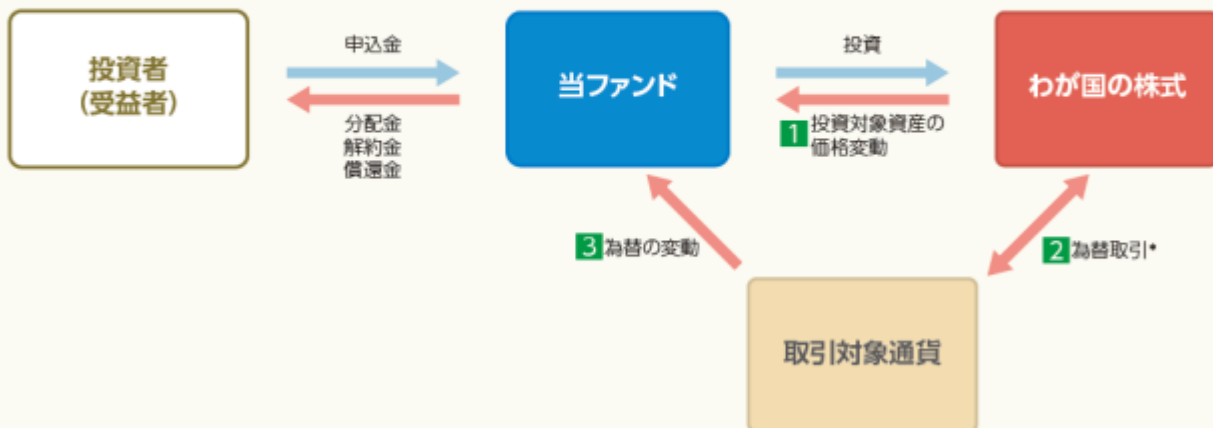 投資者
(受益者)
申込金
分配金
解約金
償還金
当ファンド
投資
1 投資対象資産の
価格変動
わが国の株式
3 為替の変動
2 為替取引*
取引対象通貨